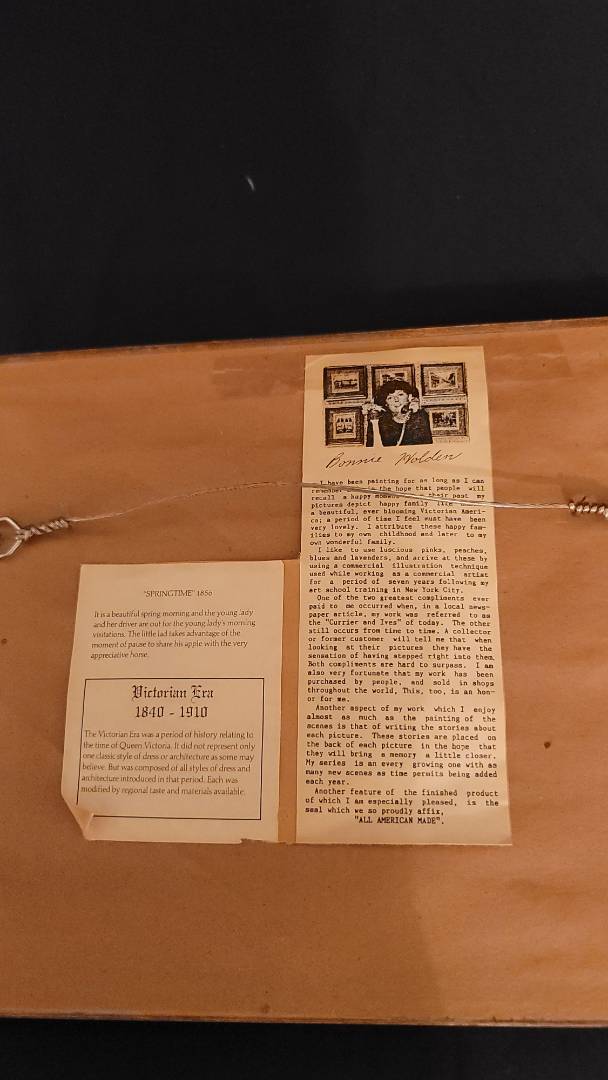 Bonnie Wolden
I have been painting for as long as I can
the hope that people will
recall a happy their past my
pictures depict happy family
a beautiful, ever blooming Victorian Ameri-
ca; a period of time I feel must have been
very lovely. I attribute these happy fam-
ilies to my own childhood and later to my
own wonderful family.
I like to use luscious pinks, peaches,
blues and lavenders, and arrive at these by
using a commercial illustration technique
used while working as a commercial artist
for a period of seven years following my
art school training in New York City.
One of the two greatest compliments ever
paid to me occurred when, in a local news-
paper article, my work was referred to as
the "Currier and Ives" of today. The other
still occurs from time to time. A collector
or former customer will tell me that when
looking at their pictures they have the
sensation of having stepped right into them.
Both compliments are hard to surpass. I am
also very fortunate that my work has been
purchased by people, and sold in shops
throughout the world, This, too, is an hon-
or for me.
Another aspect of my work which I enjoy
almost as much as the painting of the
scenes is that of writing the stories about
each picture. These stories are placed on
the back of each picture in the hope that
they will bring a memory a little closer.
My series is an every growing one with as
many new scenes as time permits being added
each year.
Another feature of the finished product
of which I am especially pleased, is the
seal which we so proudly affix,
"ALL AMERICAN MADE".
"SPRINGTIME" 1856
It is a beautiful spring morning and the young lady
and her driver are out for the young lady's morning
visitations. The little lad takes advantage of the
moment of pause to share his apple with the very
appreciative horse.
Victorian Era
1840 - 1910
The Victorian Era was a period of history relating to
the time of Queen Victoria. It did not represent only
one classic style of dress or architecture as some may
believe. But was composed of all styles of dress and
architecture introduced in that period. Each was
modified by regional taste and materials available.